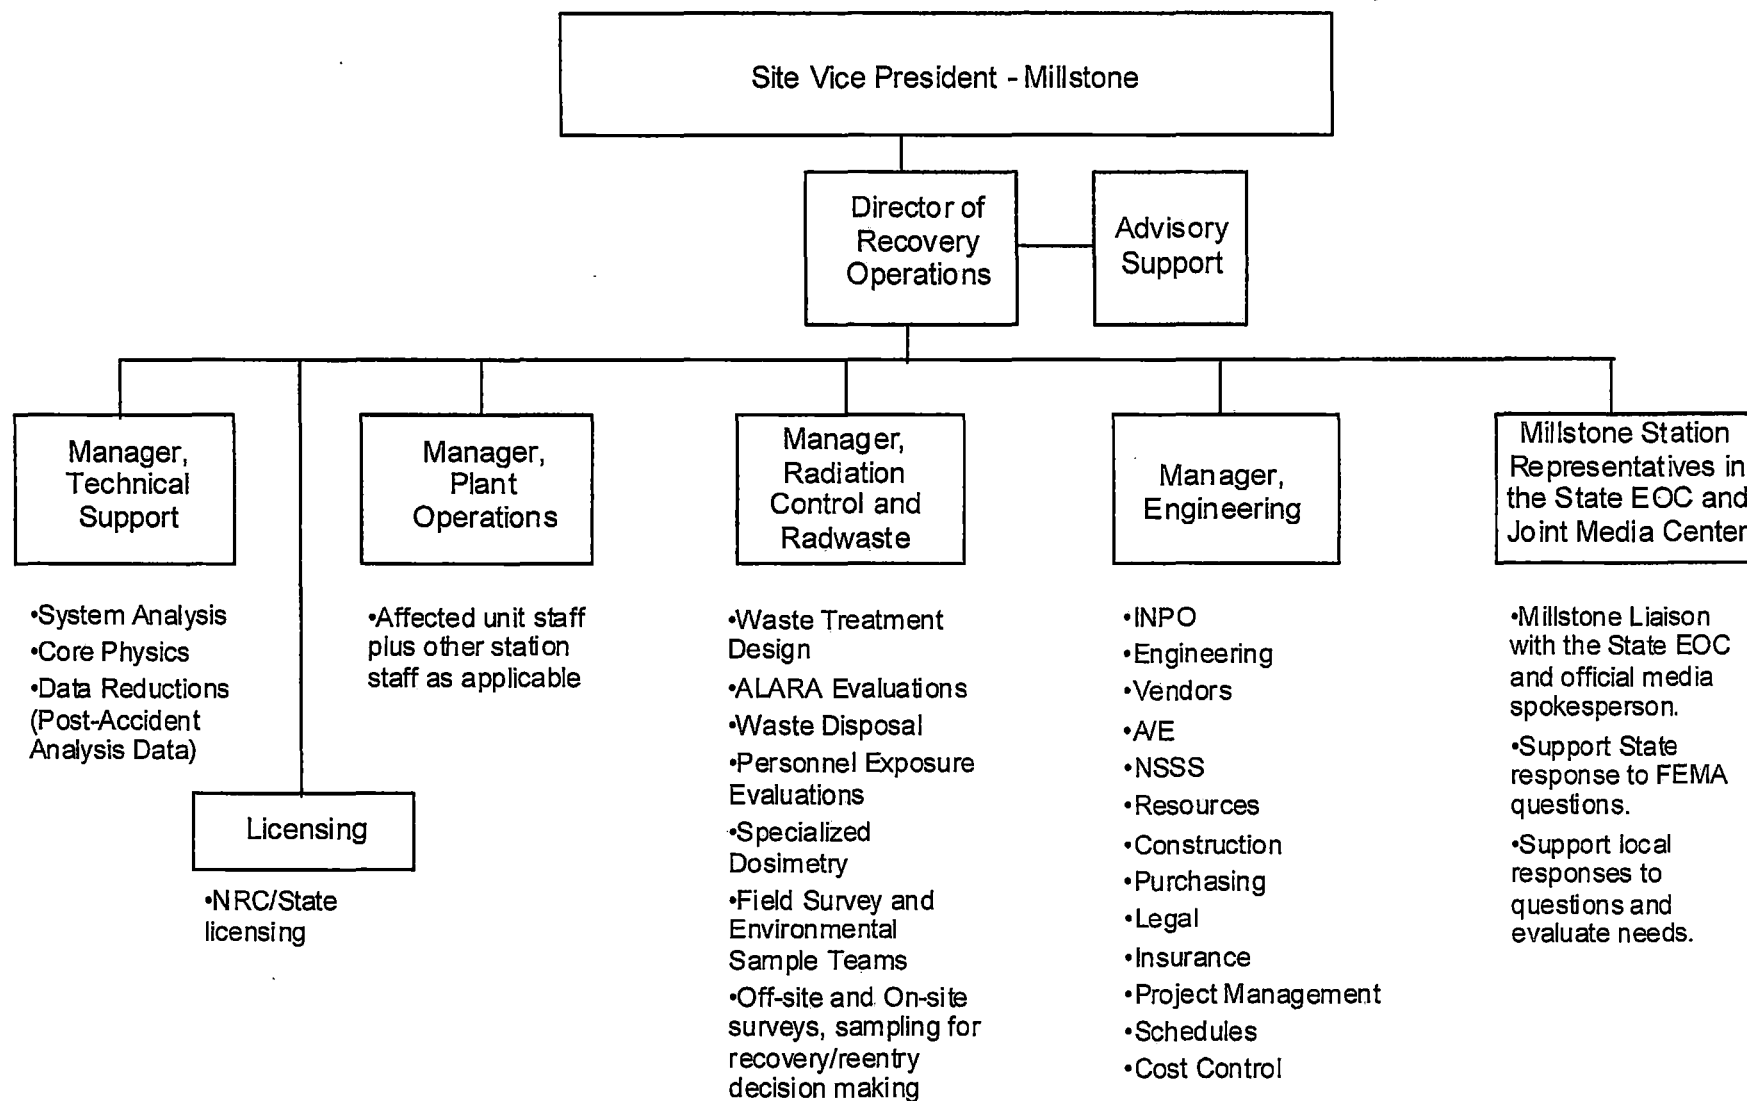 Site Vice President - Millstone
Director of
Recovery
Operations
Advisory
Support
Manager,
Technical
Support
Manager,
Plant
Operations
Manager,
Radiation
Control and
Radwaste
Manager,
Engineering
Millstone Station
Representatives in
the State EOC and
Joint Media Center
•System Analysis
•Core Physics
•Data Reductions
(Post-Accident
Analysis Data)
Licensing
•NRC/State
licensing
•Affected unit staff
plus other station
staff as applicable
•Waste Treatment
Design
•ALARA Evaluations
•Waste Disposal
•Personnel Exposure
Evaluations
•Specialized
Dosimetry
•Field Survey and
Environmental
Sample Teams
•Off-site and On-site
surveys, sampling for
recovery/reentry
decision making
•INPO
•Engineering
•Vendors
•A/E
•NSSS
•Resources
•Construction
•Purchasing
•Legal
•Insurance
•Project Management
•Schedules
•Cost Control
•Millstone Liaison
with the State EOC
and official media
spokesperson.
•Support State
response to FEMA
questions.
•Support local
responses to
questions and
evaluate needs.